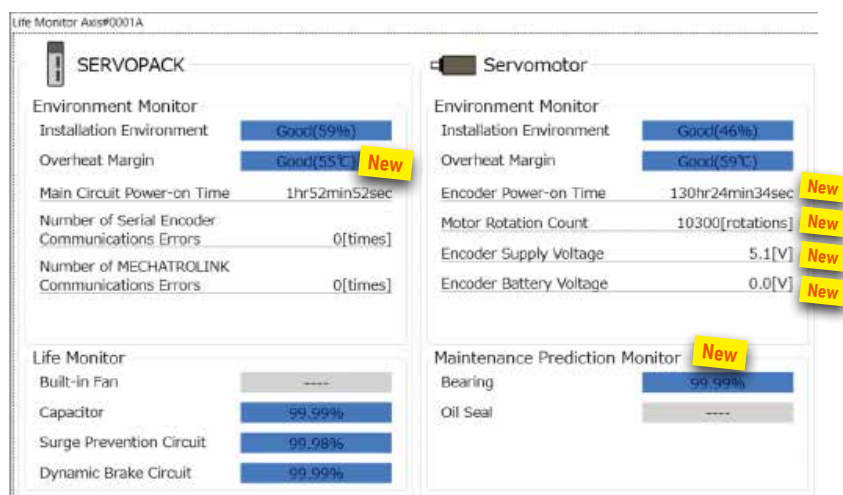 Life Monitor Axis#0001A
SERVOPACK
Environment Monitor
Installation Environment Good(59%)
Overheat Margin Good(55℃) New
Main Circuit Power-on Time 1hr52min52sec
Number of Serial Encoder
Communications Errors 0[times]
Number of MECHATROLINK
Communications Errors 0[times]
Life Monitor
Built-in Fan ----
Capacitor 99.99%
Surge Prevention Circuit 99.98%
Dynamic Brake Circuit 99.99%
Servomotor
Environment Monitor
Installation Environment Good(46%)
Overheat Margin Good(59℃)
Encoder Power-on Time 130hr24min34sec New
Motor Rotation Count 10300[rotations] New
Encoder Supply Voltage 5.1[V] New
Encoder Battery Voltage 0.0[V] New
Maintenance Prediction Monitor New
Bearing 99.99%
Oil Seal ----